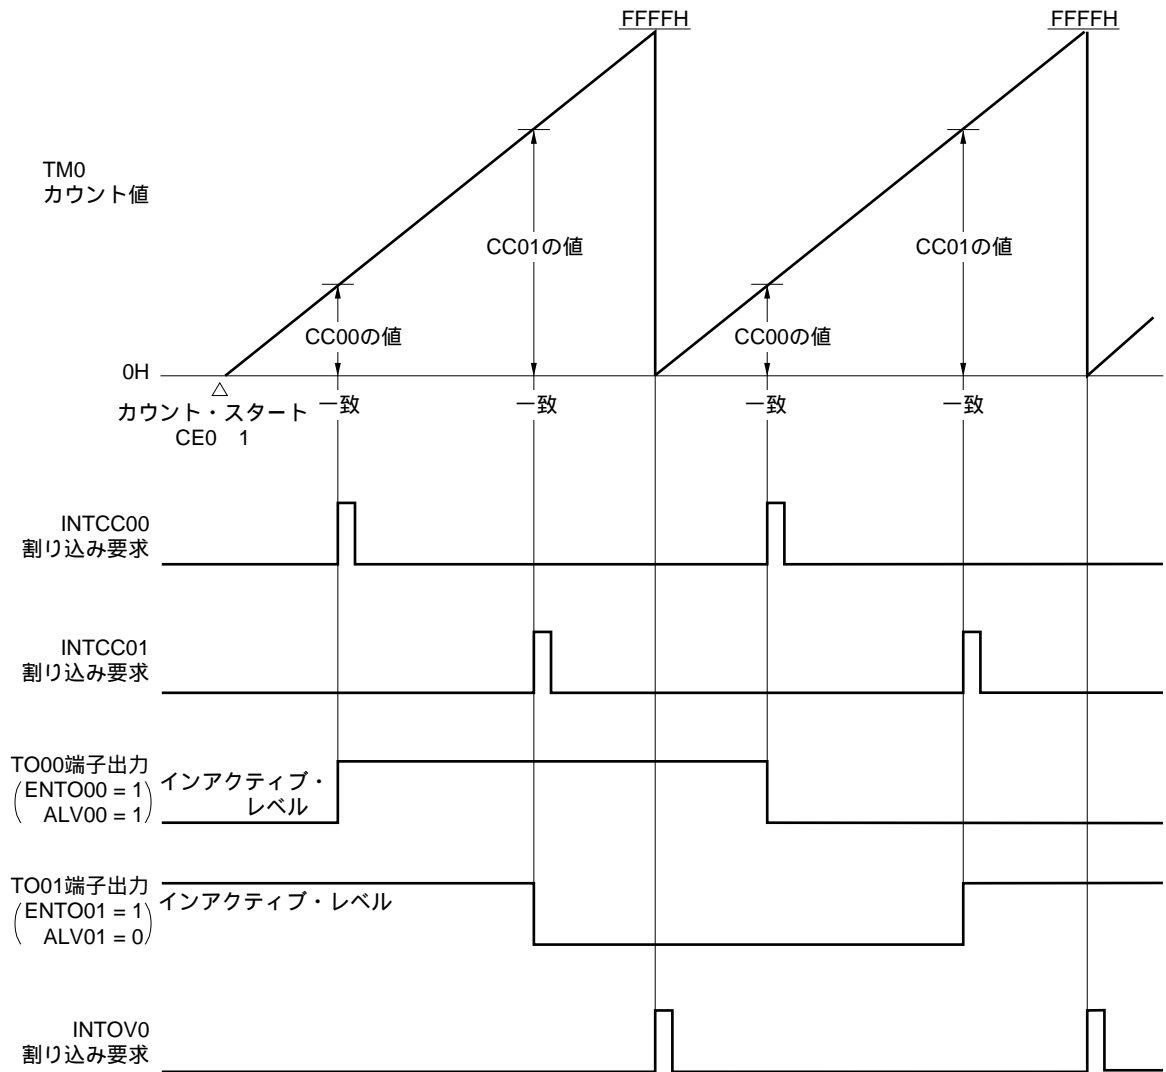 FFFFH
FFFFH
TM0
カウント値
CC01の値
CC01の値
CC00の値
CC00の値
0H
△
カウント・スタート
CE0 1
一致
一致
一致
一致
INTCC00
割り込み要求
INTCC01
割り込み要求
TO00端子出力
(ENTO00 = 1
ALV00 = 1)
インアクティブ・
レベル
TO01端子出力
(ENTO01 = 1
ALV01 = 0)
インアクティブ・レベル
INTOV0
割り込み要求